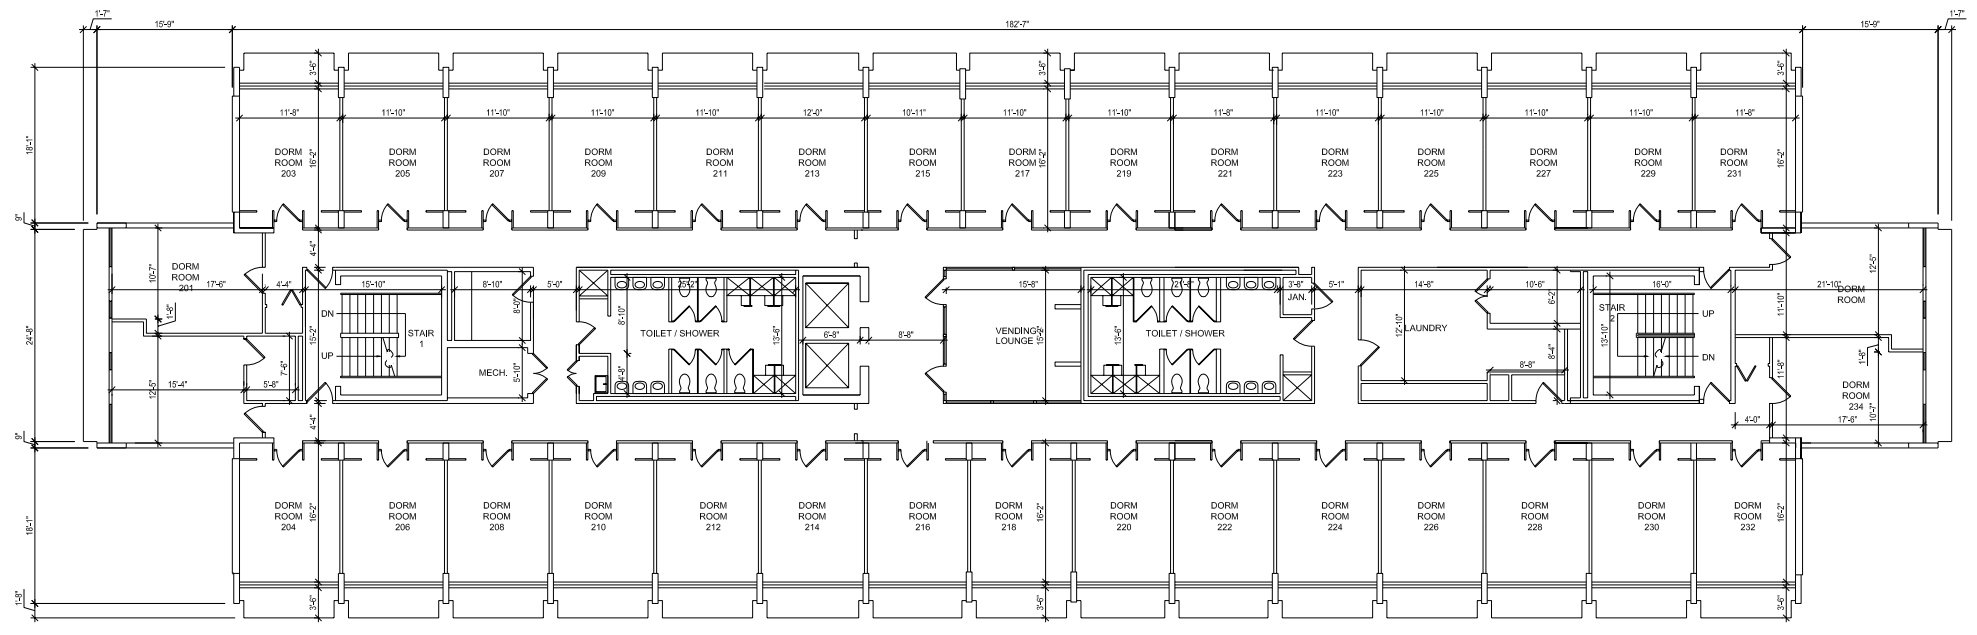 1'-7"
15'-9"
182'-7"
15'-9"
1'-7"
3'-6"
3'-6"
3'-6"
11'-8"
11'-10"
11'-10"
11'-10"
11'-10"
12'-0"
10'-11"
11'-10"
11'-10"
11'-8"
11'-10"
11'-10"
11'-10"
11'-10"
11'-8"
18'-1"
16'-2"
16'-2"
16'-2"
DORM
ROOM
203
DORM
ROOM
205
DORM
ROOM
207
DORM
ROOM
209
DORM
ROOM
211
DORM
ROOM
213
DORM
ROOM
215
DORM
ROOM
217
DORM
ROOM
219
DORM
ROOM
221
DORM
ROOM
223
DORM
ROOM
225
DORM
ROOM
227
DORM
ROOM
229
DORM
ROOM
231
9"
4'-4"
10'-7"
DORM
ROOM
201
17'-6"
4'-4"
15'-10"
8'-10"
8'-0"
5'-0"
25'-2"
15'-8"
21'-8"
3'-6"
JAN.
5'-1"
14'-8"
10'-6"
6'-2"
16'-0"
21'-10"
12'-5"
11'-10"
DORM
ROOM
1'-8"
24'-8"
DN
UP
STAIR
1
15'-2"
8'-10"
TOILET / SHOWER
13'-6"
6'-8"
8'-8"
VENDING
LOUNGE
15'-2"
13'-6"
TOILET / SHOWER
12'-10"
LAUNDRY
8'-4"
8'-8"
STAIR
2
13'-10"
UP
DN
11'-8"
1'-8"
MECH.
5'-10"
4'-8"
7'-6"
15'-4"
5'-8"
12'-5"
DORM
ROOM
234
10'-7"
4'-0"
17'-6"
9"
4'-4"
18'-1"
16'-2"
16'-2"
16'-2"
DORM
ROOM
204
DORM
ROOM
206
DORM
ROOM
208
DORM
ROOM
210
DORM
ROOM
212
DORM
ROOM
214
DORM
ROOM
216
DORM
ROOM
218
DORM
ROOM
220
DORM
ROOM
222
DORM
ROOM
224
DORM
ROOM
226
DORM
ROOM
228
DORM
ROOM
230
DORM
ROOM
232
1'-8"
3'-6"
3'-6"
3'-6"